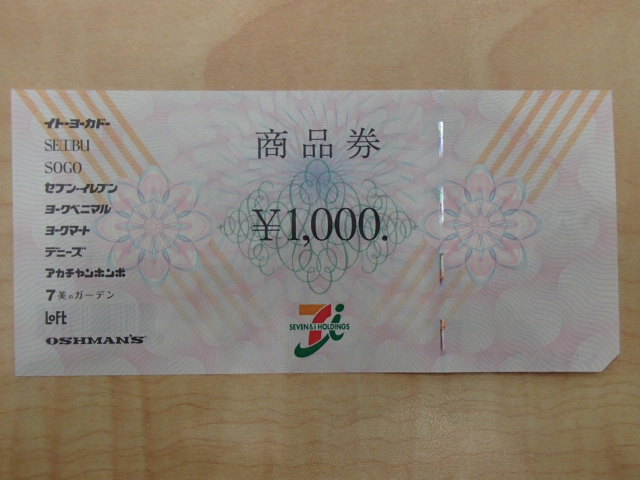 イトーヨーカドー
SEIBU
SOGO
セブン-イレブン
ヨークベニマル
ヨークマート
デニーズ
アカチャンホンポ
7美のガーデン
LOFT
OSHMAN'S
商品券
¥1,000.
7i
SEVEN&i HOLDINGS